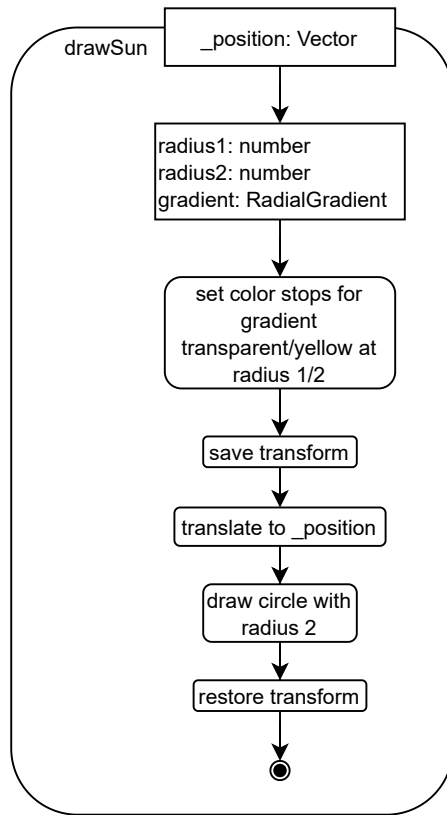 drawSun
_position: Vector
radius1: number
radius2: number
gradient: RadialGradient
set color stops for
gradient
transparent/yellow at
radius 1/2
save transform
translate to _position
draw circle with
radius 2
restore transform